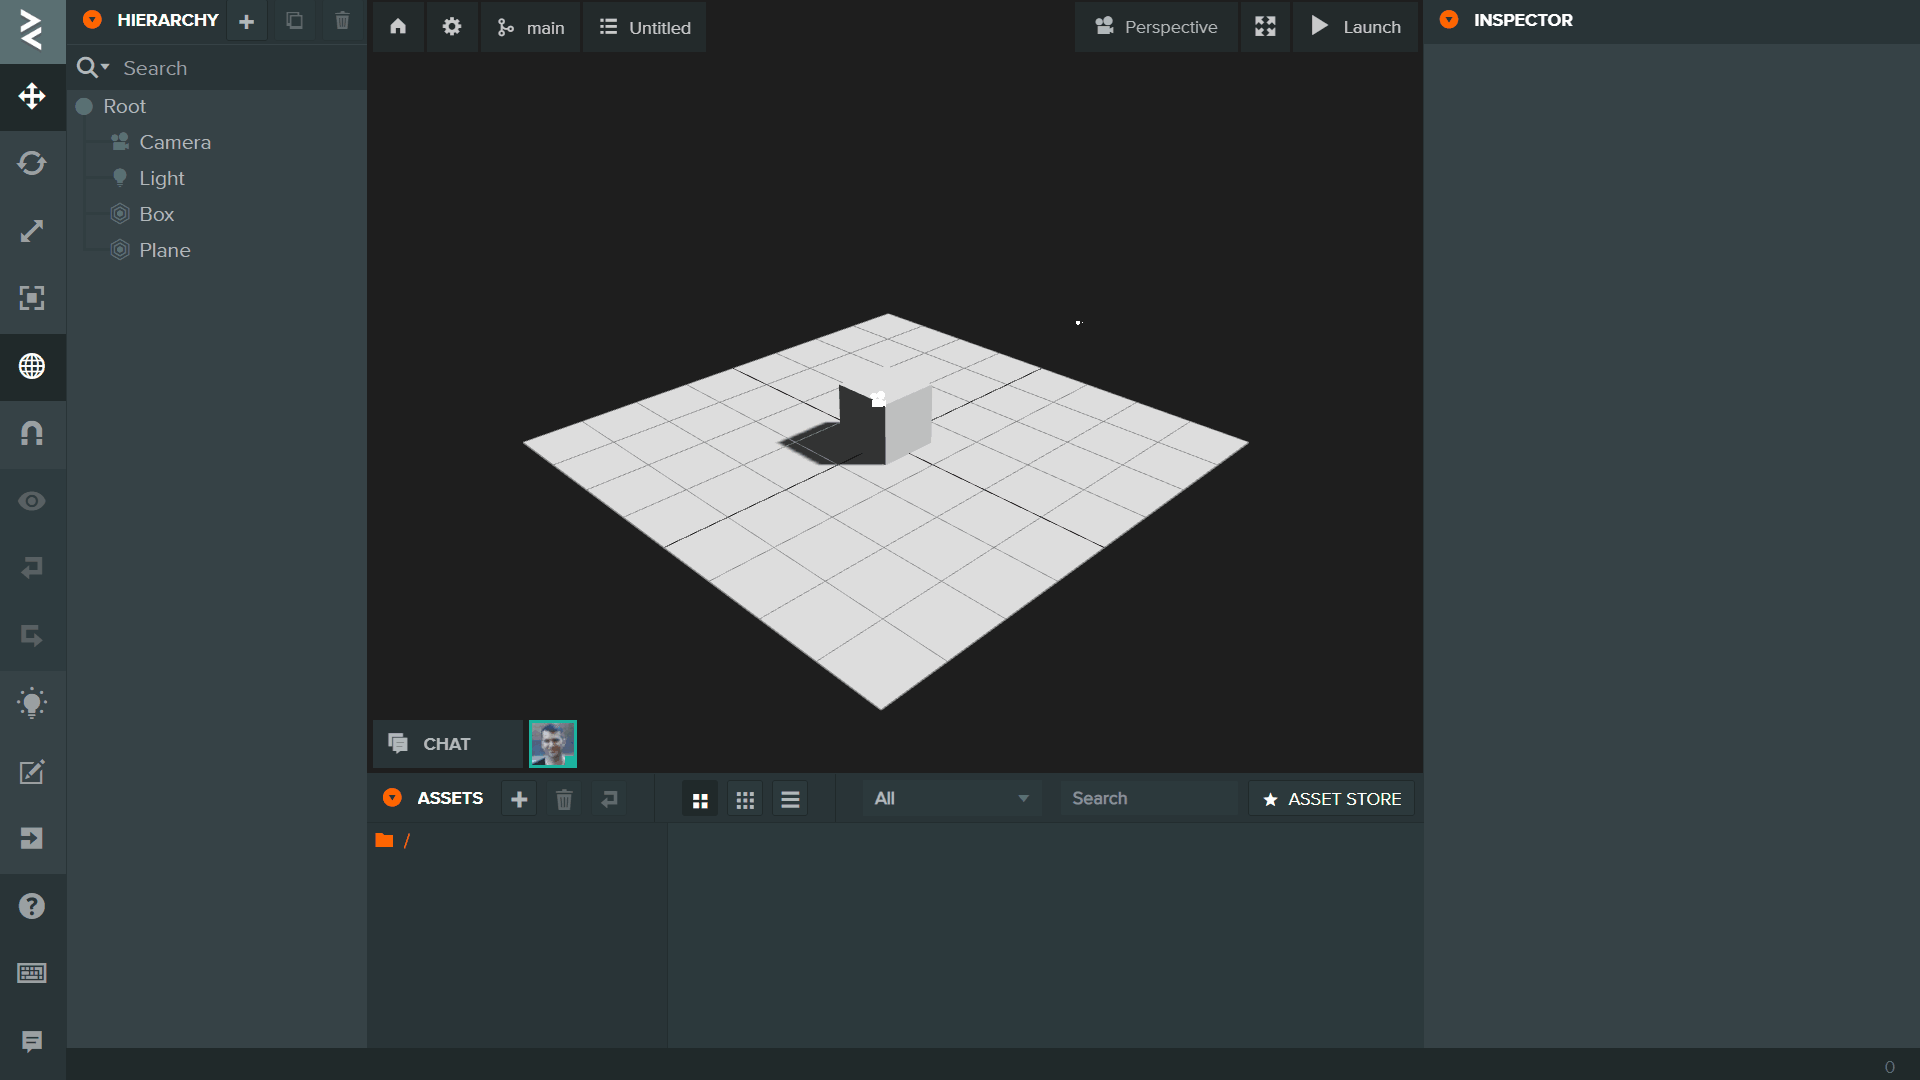 HIERARCHY
Search
Root
Camera
Light
Box
Plane
main
Untitled
Perspective
Launch
INSPECTOR
CHAT
ASSETS
All
Search
ASSET STORE
/
0